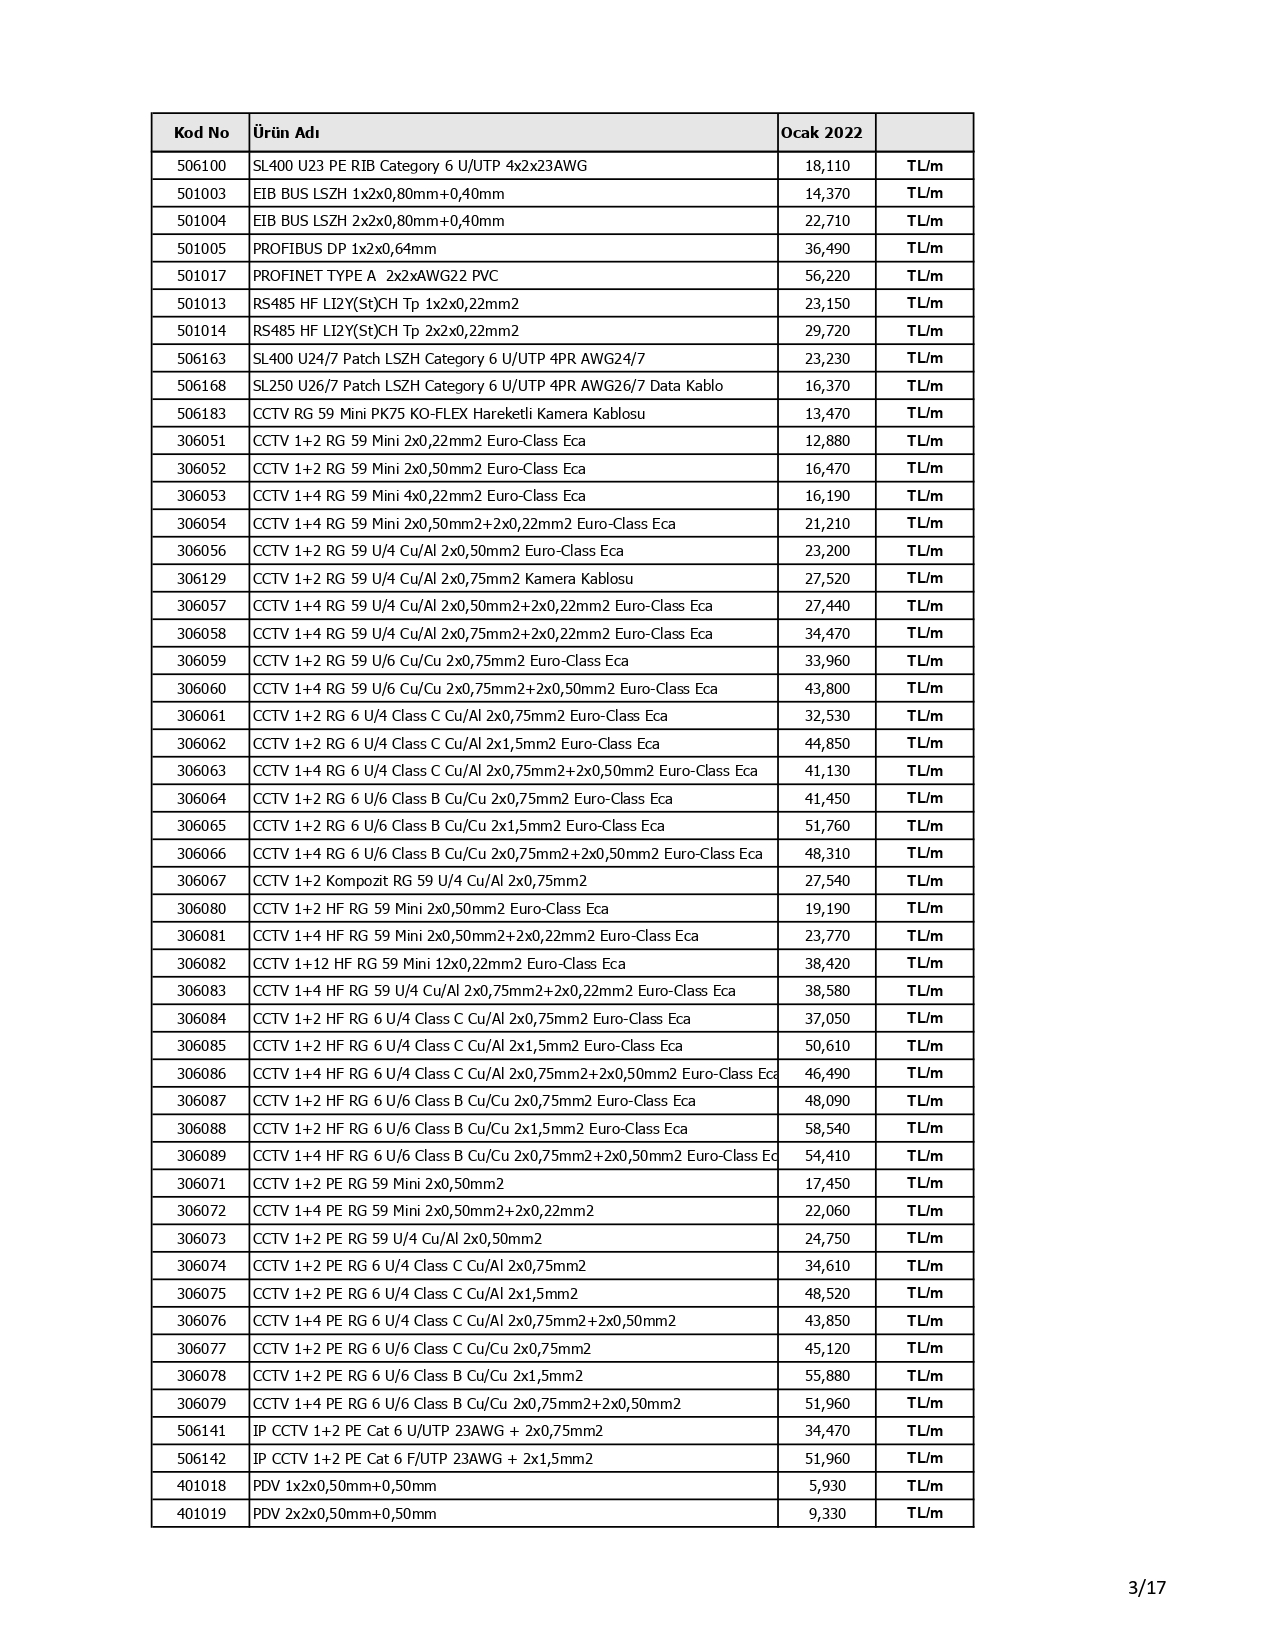 Kod No Ürün Adı Ocak 2022
506100 SL400 U23 PE RIB Category 6 U/UTP 4x2x23AWG 18,110 TL/m
501003 EIB BUS LSZH 1x2x0,80mm+0,40mm 14,370 TL/m
501004 EIB BUS LSZH 2x2x0,80mm+0,40mm 22,710 TL/m
501005 PROFIBUS DP 1x2x0,64mm 36,490 TL/m
501017 PROFINET TYPE A 2x2xAWG22 PVC 56,220 TL/m
501013 RS485 HF LI2Y(St)CH Tp 1x2x0,22mm2 23,150 TL/m
501014 RS485 HF LI2Y(St)CH Tp 2x2x0,22mm2 29,720 TL/m
506163 SL400 U24/7 Patch LSZH Category 6 U/UTP 4PR AWG24/7 23,230 TL/m
506168 SL250 U26/7 Patch LSZH Category 6 U/UTP 4PR AWG26/7 Data Kablo 16,370 TL/m
506183 CCTV RG 59 Mini PK75 KO-FLEX Hareketli Kamera Kablosu 13,470 TL/m
306051 CCTV 1+2 RG 59 Mini 2x0,22mm2 Euro-Class Eca 12,880 TL/m
306052 CCTV 1+2 RG 59 Mini 2x0,50mm2 Euro-Class Eca 16,470 TL/m
306053 CCTV 1+4 RG 59 Mini 4x0,22mm2 Euro-Class Eca 16,190 TL/m
306054 CCTV 1+4 RG 59 Mini 2x0,50mm2+2x0,22mm2 Euro-Class Eca 21,210 TL/m
306056 CCTV 1+2 RG 59 U/4 Cu/Al 2x0,50mm2 Euro-Class Eca 23,200 TL/m
306129 CCTV 1+2 RG 59 U/4 Cu/Al 2x0,75mm2 Kamera Kablosu 27,520 TL/m
306057 CCTV 1+4 RG 59 U/4 Cu/Al 2x0,50mm2+2x0,22mm2 Euro-Class Eca 27,440 TL/m
306058 CCTV 1+4 RG 59 U/4 Cu/Al 2x0,75mm2+2x0,22mm2 Euro-Class Eca 34,470 TL/m
306059 CCTV 1+2 RG 59 U/6 Cu/Cu 2x0,75mm2 Euro-Class Eca 33,960 TL/m
306060 CCTV 1+4 RG 59 U/6 Cu/Cu 2x0,75mm2+2x0,50mm2 Euro-Class Eca 43,800 TL/m
306061 CCTV 1+2 RG 6 U/4 Class C Cu/Al 2x0,75mm2 Euro-Class Eca 32,530 TL/m
306062 CCTV 1+2 RG 6 U/4 Class C Cu/Al 2x1,5mm2 Euro-Class Eca 44,850 TL/m
306063 CCTV 1+4 RG 6 U/4 Class C Cu/Al 2x0,75mm2+2x0,50mm2 Euro-Class Eca 41,130 TL/m
306064 CCTV 1+2 RG 6 U/6 Class B Cu/Cu 2x0,75mm2 Euro-Class Eca 41,450 TL/m
306065 CCTV 1+2 RG 6 U/6 Class B Cu/Cu 2x1,5mm2 Euro-Class Eca 51,760 TL/m
306066 CCTV 1+4 RG 6 U/6 Class B Cu/Cu 2x0,75mm2+2x0,50mm2 Euro-Class Eca 48,310 TL/m
306067 CCTV 1+2 Kompozit RG 59 U/4 Cu/Al 2x0,75mm2 27,540 TL/m
306080 CCTV 1+2 HF RG 59 Mini 2x0,50mm2 Euro-Class Eca 19,190 TL/m
306081 CCTV 1+4 HF RG 59 Mini 2x0,50mm2+2x0,22mm2 Euro-Class Eca 23,770 TL/m
306082 CCTV 1+12 HF RG 59 Mini 12x0,22mm2 Euro-Class Eca 38,420 TL/m
306083 CCTV 1+4 HF RG 59 U/4 Cu/Al 2x0,75mm2+2x0,22mm2 Euro-Class Eca 38,580 TL/m
306084 CCTV 1+2 HF RG 6 U/4 Class C Cu/Al 2x0,75mm2 Euro-Class Eca 37,050 TL/m
306085 CCTV 1+2 HF RG 6 U/4 Class C Cu/Al 2x1,5mm2 Euro-Class Eca 50,610 TL/m
306086 CCTV 1+4 HF RG 6 U/4 Class C Cu/Al 2x0,75mm2+2x0,50mm2 Euro-Class Eca 46,490 TL/m
306087 CCTV 1+2 HF RG 6 U/6 Class B Cu/Cu 2x0,75mm2 Euro-Class Eca 48,090 TL/m
306088 CCTV 1+2 HF RG 6 U/6 Class B Cu/Cu 2x1,5mm2 Euro-Class Eca 58,540 TL/m
306089 CCTV 1+4 HF RG 6 U/6 Class B Cu/Cu 2x0,75mm2+2x0,50mm2 Euro-Class Ec 54,410 TL/m
306071 CCTV 1+2 PE RG 59 Mini 2x0,50mm2 17,450 TL/m
306072 CCTV 1+4 PE RG 59 Mini 2x0,50mm2+2x0,22mm2 22,060 TL/m
306073 CCTV 1+2 PE RG 59 U/4 Cu/Al 2x0,50mm2 24,750 TL/m
306074 CCTV 1+2 PE RG 6 U/4 Class C Cu/Al 2x0,75mm2 34,610 TL/m
306075 CCTV 1+2 PE RG 6 U/4 Class C Cu/Al 2x1,5mm2 48,520 TL/m
306076 CCTV 1+4 PE RG 6 U/4 Class C Cu/Al 2x0,75mm2+2x0,50mm2 43,850 TL/m
306077 CCTV 1+2 PE RG 6 U/6 Class C Cu/Cu 2x0,75mm2 45,120 TL/m
306078 CCTV 1+2 PE RG 6 U/6 Class B Cu/Cu 2x1,5mm2 55,880 TL/m
306079 CCTV 1+4 PE RG 6 U/6 Class B Cu/Cu 2x0,75mm2+2x0,50mm2 51,960 TL/m
506141 IP CCTV 1+2 PE Cat 6 U/UTP 23AWG + 2x0,75mm2 34,470 TL/m
506142 IP CCTV 1+2 PE Cat 6 F/UTP 23AWG + 2x1,5mm2 51,960 TL/m
401018 PDV 1x2x0,50mm+0,50mm 5,930 TL/m
401019 PDV 2x2x0,50mm+0,50mm 9,330 TL/m
3/17